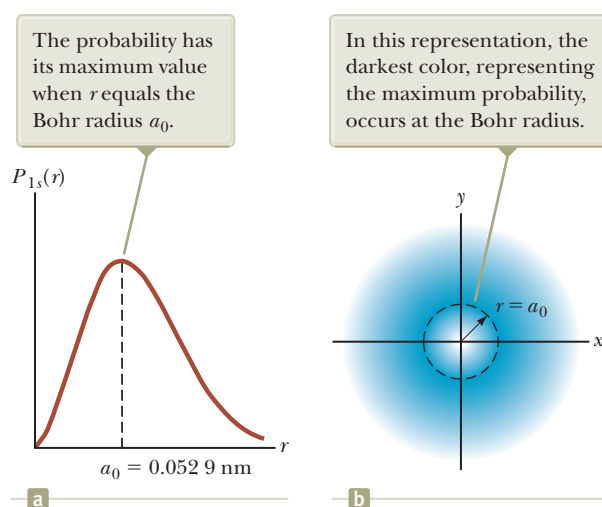 The probability has
its maximum value
when r equals the
Bohr radius a₀.
P₁ₛ(r)
r
a₀ = 0.052 9 nm
a
In this representation, the
darkest color, representing
the maximum probability,
occurs at the Bohr radius.
y
r = a₀
x
b